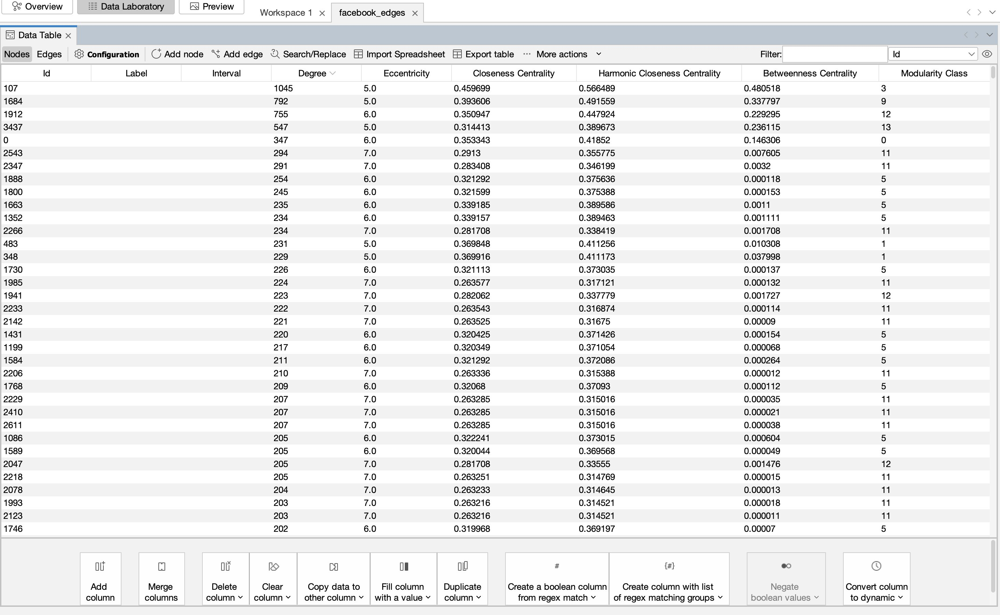 Overview Data Laboratory Preview Workspace 1 facebook_edges
Data Table
Nodes Edges Configuration Add node Add edge Search/Replace Import Spreadsheet Export table ··· More actions Filter: Id
Id Label Interval Degree Eccentricity Closeness Centrality Harmonic Closeness Centrality Betweenness Centrality Modularity Class
107 1045 5.0 0.459699 0.566489 0.480518 3
1684 792 5.0 0.393606 0.491559 0.337797 9
1912 755 6.0 0.350947 0.447924 0.229295 12
3437 547 5.0 0.314413 0.389673 0.236115 13
0 347 6.0 0.353343 0.41852 0.146306 0
2543 294 7.0 0.2913 0.355775 0.007605 11
2347 291 7.0 0.283408 0.346199 0.0032 11
1888 254 6.0 0.321292 0.375636 0.000118 5
1800 245 6.0 0.321599 0.375388 0.000153 5
1663 235 6.0 0.339185 0.389586 0.0011 5
1352 234 6.0 0.339157 0.389463 0.001111 5
2266 234 7.0 0.281708 0.338419 0.001708 11
483 231 5.0 0.369848 0.411256 0.010308 1
348 229 5.0 0.369916 0.411173 0.037998 1
1730 226 6.0 0.321113 0.373035 0.000137 5
1985 224 7.0 0.263577 0.317121 0.000132 11
1941 223 7.0 0.282062 0.337779 0.001727 12
2233 222 7.0 0.263543 0.316874 0.000114 11
2142 221 7.0 0.263525 0.31675 0.00009 11
1431 220 6.0 0.320425 0.371426 0.000154 5
1199 217 6.0 0.320349 0.371054 0.000068 5
1584 211 6.0 0.321292 0.372086 0.000264 5
2206 210 7.0 0.263336 0.315388 0.000012 11
1768 209 6.0 0.32068 0.37093 0.000112 5
2229 207 7.0 0.263285 0.315016 0.000035 11
2410 207 7.0 0.263285 0.315016 0.000021 11
2611 207 7.0 0.263285 0.315016 0.000038 11
1086 205 6.0 0.322241 0.373015 0.000604 5
1589 205 6.0 0.320044 0.369568 0.000049 5
2047 205 7.0 0.281708 0.33555 0.001476 12
2218 205 7.0 0.263251 0.314769 0.000015 11
2078 204 7.0 0.263233 0.314645 0.000013 11
1993 203 7.0 0.263216 0.314521 0.000018 11
2123 203 7.0 0.263216 0.314521 0.000011 11
1746 202 6.0 0.319968 0.369197 0.00007 5
# {#}
Add Merge Delete Clear Copy data to Fill column Duplicate Create a boolean column Create column with list Negate Convert column
column columns column column other column with a value column from regex match of regex matching groups boolean values to dynamic